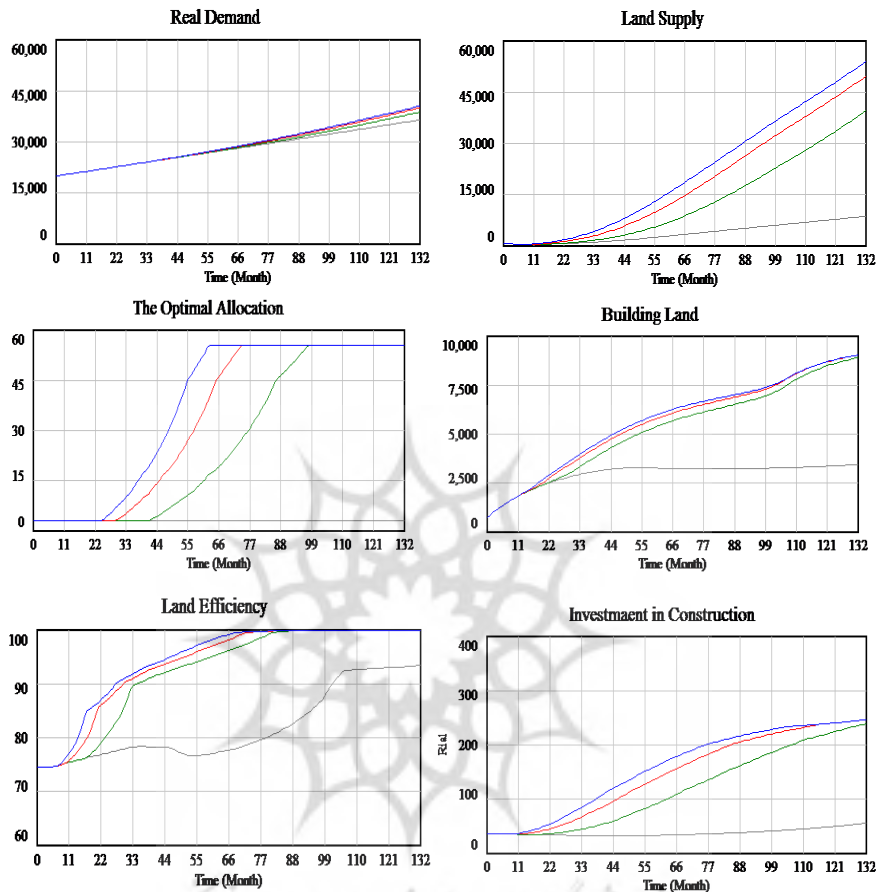 Real Demand
60,000
45,000
30,000
15,000
0
0 11 22 33 44 55 66 77 88 99 110 121 132
Time (Month)
Land Supply
60,000
45,000
30,000
15,000
0
0 11 22 33 44 55 66 77 88 99 110 121 132
Time (Month)
The Optimal Allocation
60
45
30
15
0
0 11 22 33 44 55 66 77 88 99 110 121 132
Time (Month)
Building Land
10,000
7,500
5,000
2,500
0
0 11 22 33 44 55 66 77 88 99 110 121 132
Time (Month)
Land Efficiency
100
90
80
70
60
0 11 22 33 44 55 66 77 88 99 110 121 132
Time (Month)
Investmaent in Construction
400
300
200
100
0
Rial
0 11 22 33 44 55 66 77 88 99 110 121 132
Time (Month)